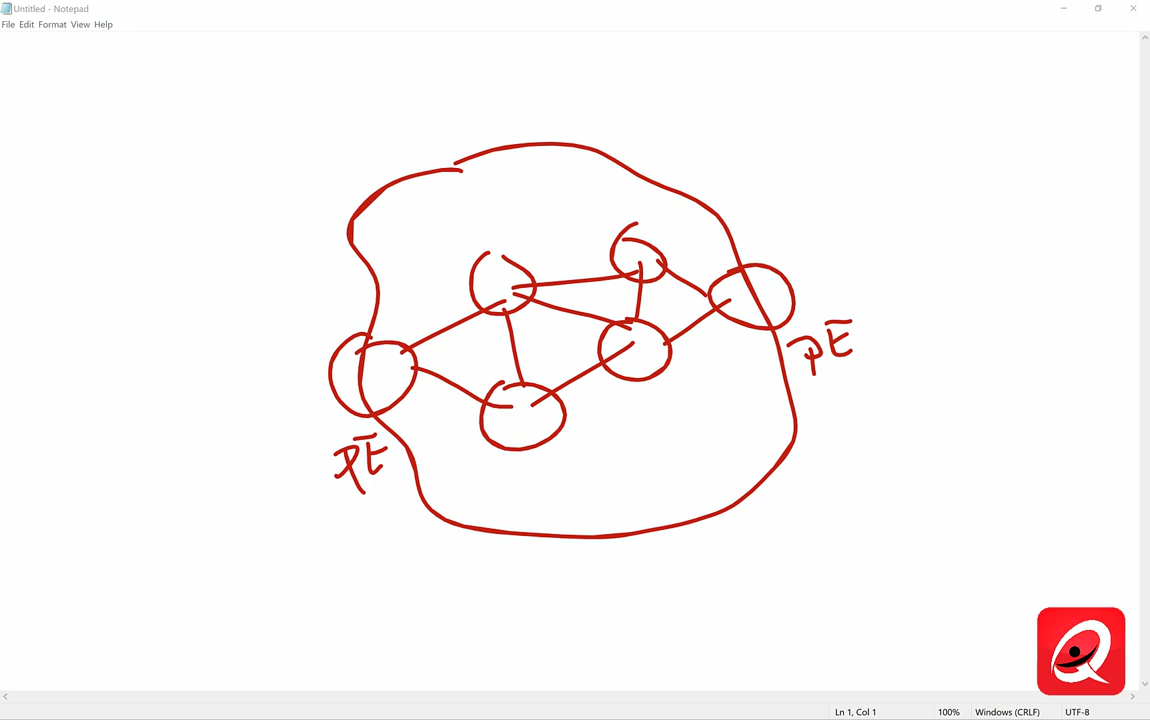 Untitled - Notepad
File Edit Format View Help
PE
PE
Ln 1, Col 1 100% Windows (CRLF) UTF-8